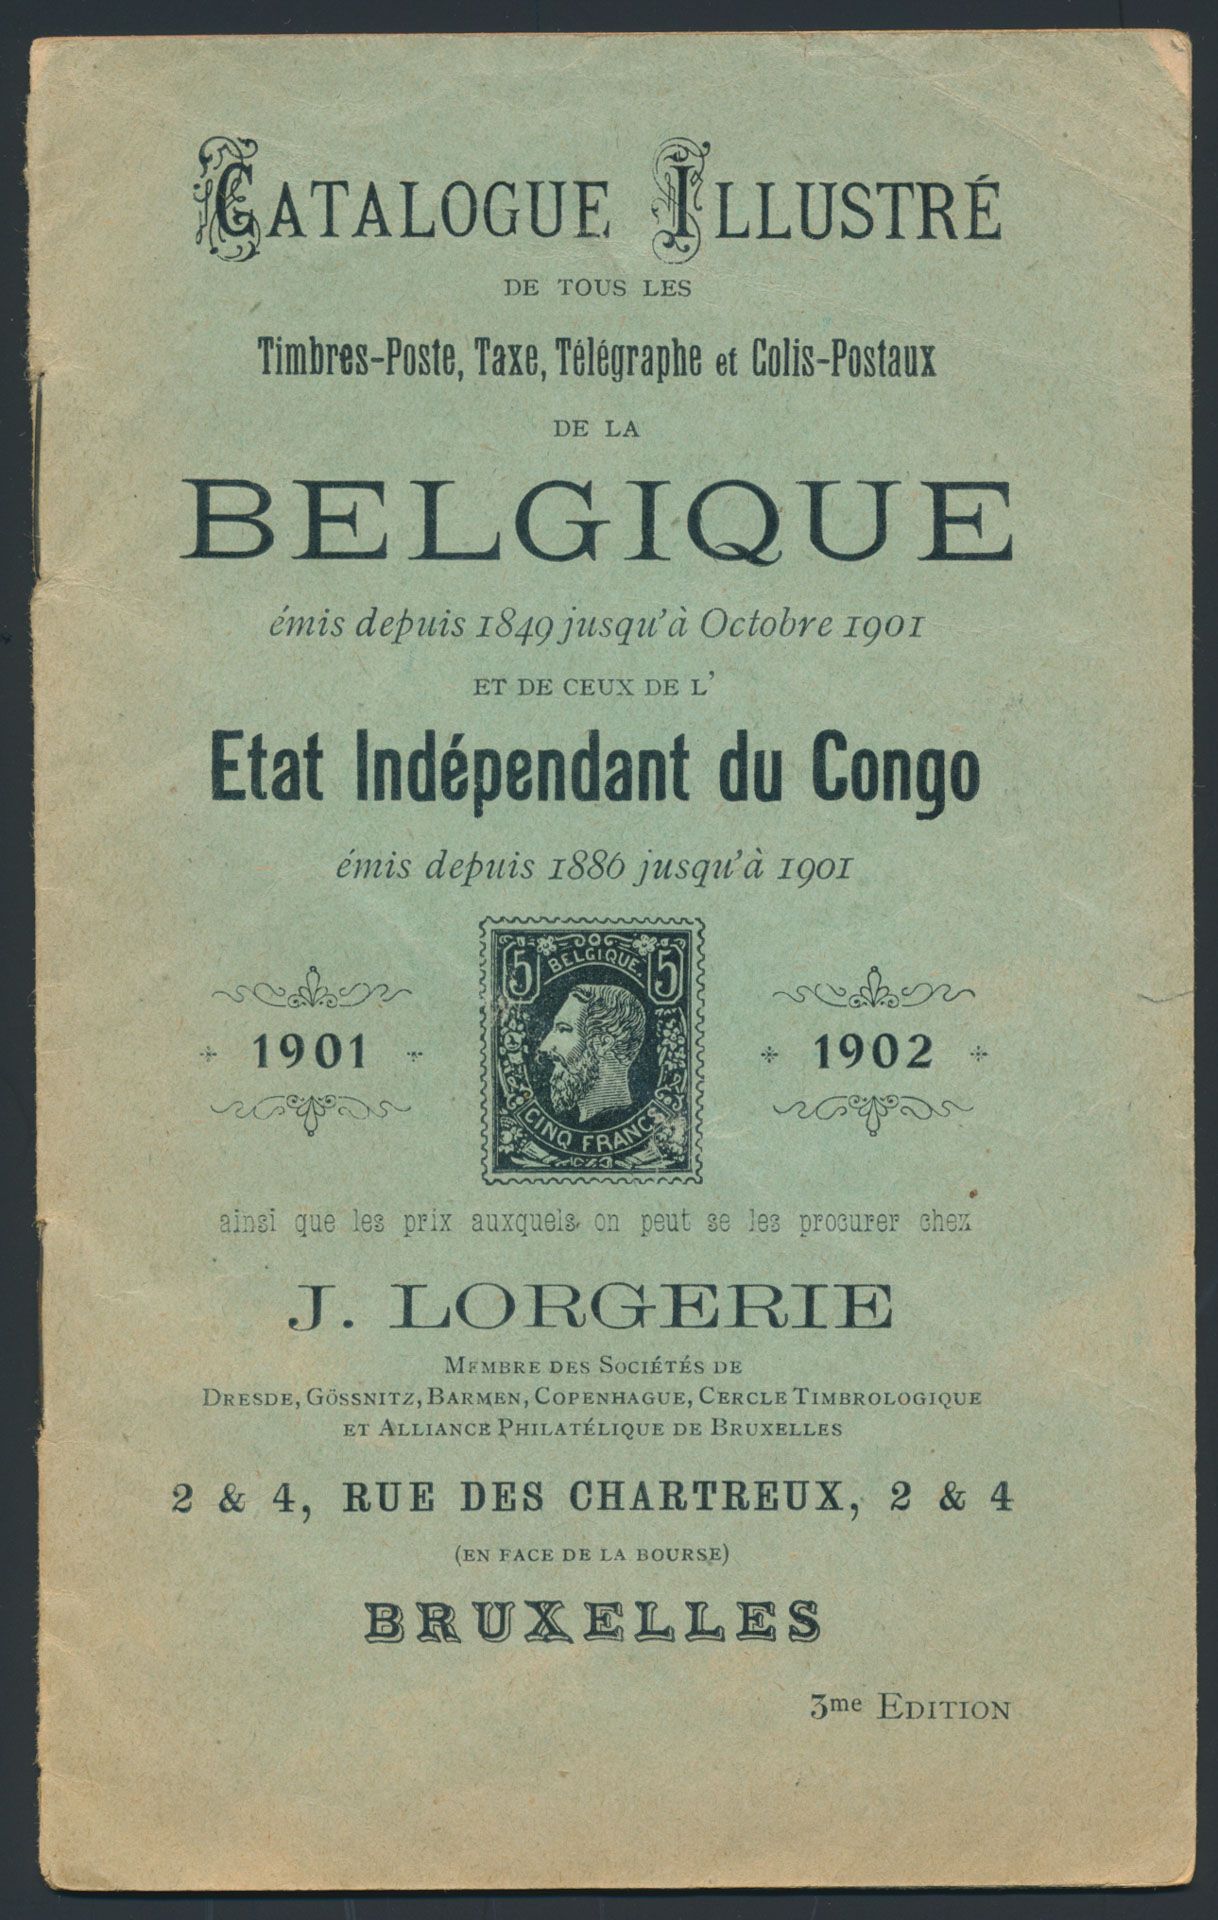 CATALOGUE ILLUSTRÉ
DE TOUS LES
Timbres-Poste, Taxe, Télégraphe et Colis-Postaux
DE LA
BELGIQUE
émis depuis 1849 jusqu'à Octobre 1901
ET DE CEUX DE L'
Etat Indépendant du Congo
émis depuis 1886 jusqu'à 1901
5 BELGIQUE. 5
1901
1902
CINQ FRANCS
ainsi que les prix auxquels on peut se les procurer chez
J. LORGERIE
MEMBRE DES SOCIÉTÉS DE
DRESDE, GÖSSNITZ, BARMEN, COPENHAGUE, CERCLE TIMBROLOGIQUE
ET ALLIANCE PHILATÉLIQUE DE BRUXELLES
2 & 4, RUE DES CHARTREUX, 2 & 4
(EN FACE DE LA BOURSE)
BRUXELLES
3me EDITION